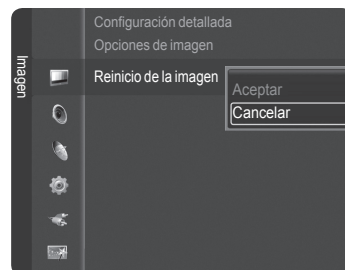 Imagen
Configuración detallada
Opciones de imagen
Reinicio de la imagen
Aceptar
Cancelar